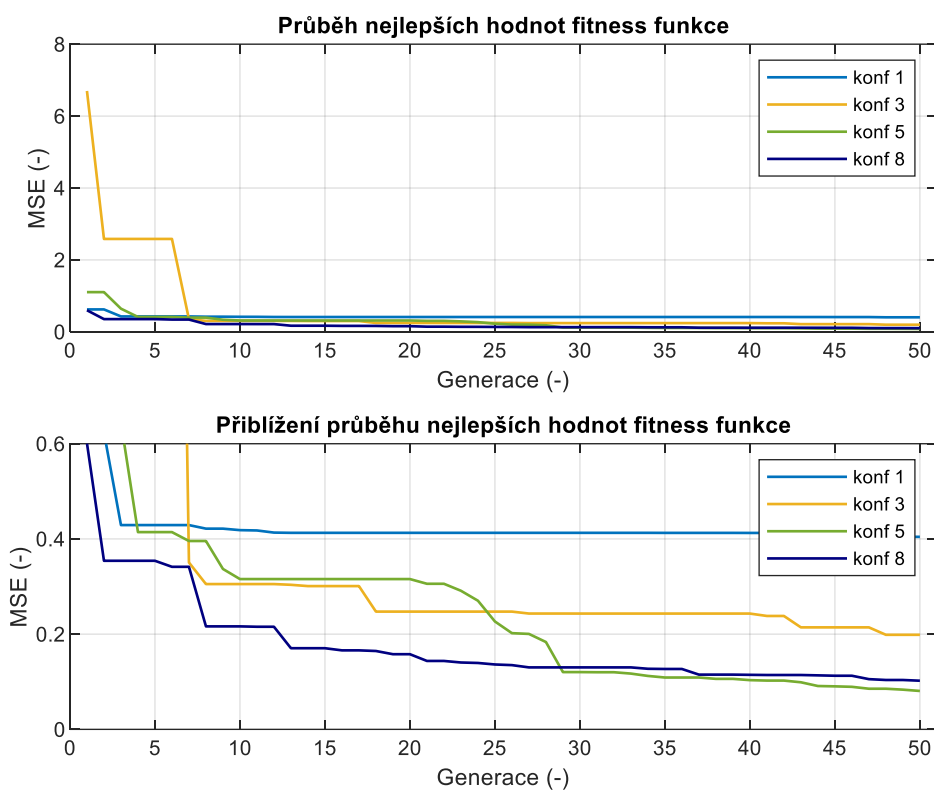 Průběh nejlepších hodnot fitness funkce
8
6
4
2
0
MSE (-)
konf 1
konf 3
konf 5
konf 8
0 5 10 15 20 25 30 35 40 45 50
Generace (-)
Přiblížení průběhu nejlepších hodnot fitness funkce
0.6
0.4
0.2
0
MSE (-)
konf 1
konf 3
konf 5
konf 8
0 5 10 15 20 25 30 35 40 45 50
Generace (-)